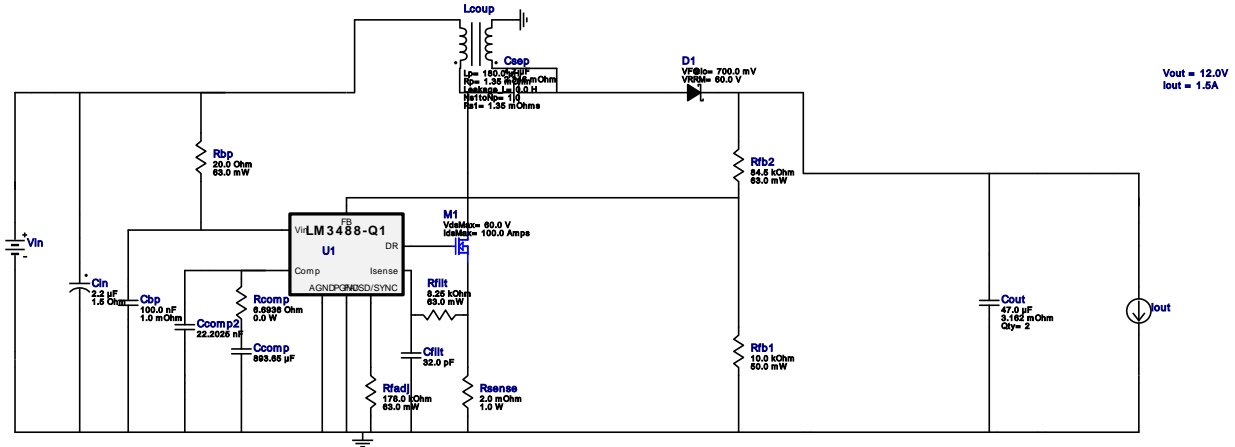 Lcoup
Lp= 180.0
Rp= 1.35 mOhm
Leakage_L= 0.0 H
Ns1toNp= 1.0
Rs1= 1.35 mOhms
Csep
mOhm
D1
VF@Io= 700.0 mV
VRRM= 60.0 V
Vout = 12.0V
Iout = 1.5A
Rbp
20.0 Ohm
63.0 mW
Rfb2
84.5 kOhm
63.0 mW
M1
VdsMax= 60.0 V
IdsMax= 100.0 Amps
Vin
FB
LM3488-Q1
U1
DR
Comp
Isense
AGND
FA/SD/SYNC
Vin
Cin
2.2 µF
1.5 Ohm
Cbp
100.0 nF
1.0 mOhm
Ccomp2
22.2025 nF
Rcomp
6.6936 Ohm
0.0 W
Ccomp
893.65 µF
Rfilt
8.25 kOhm
63.0 mW
Cfilt
32.0 pF
Rfadj
178.0 kOhm
63.0 mW
Rsense
2.0 mOhm
1.0 W
Rfb1
10.0 kOhm
50.0 mW
Cout
47.0 µF
3.162 mOhm
Qty= 2
Iout